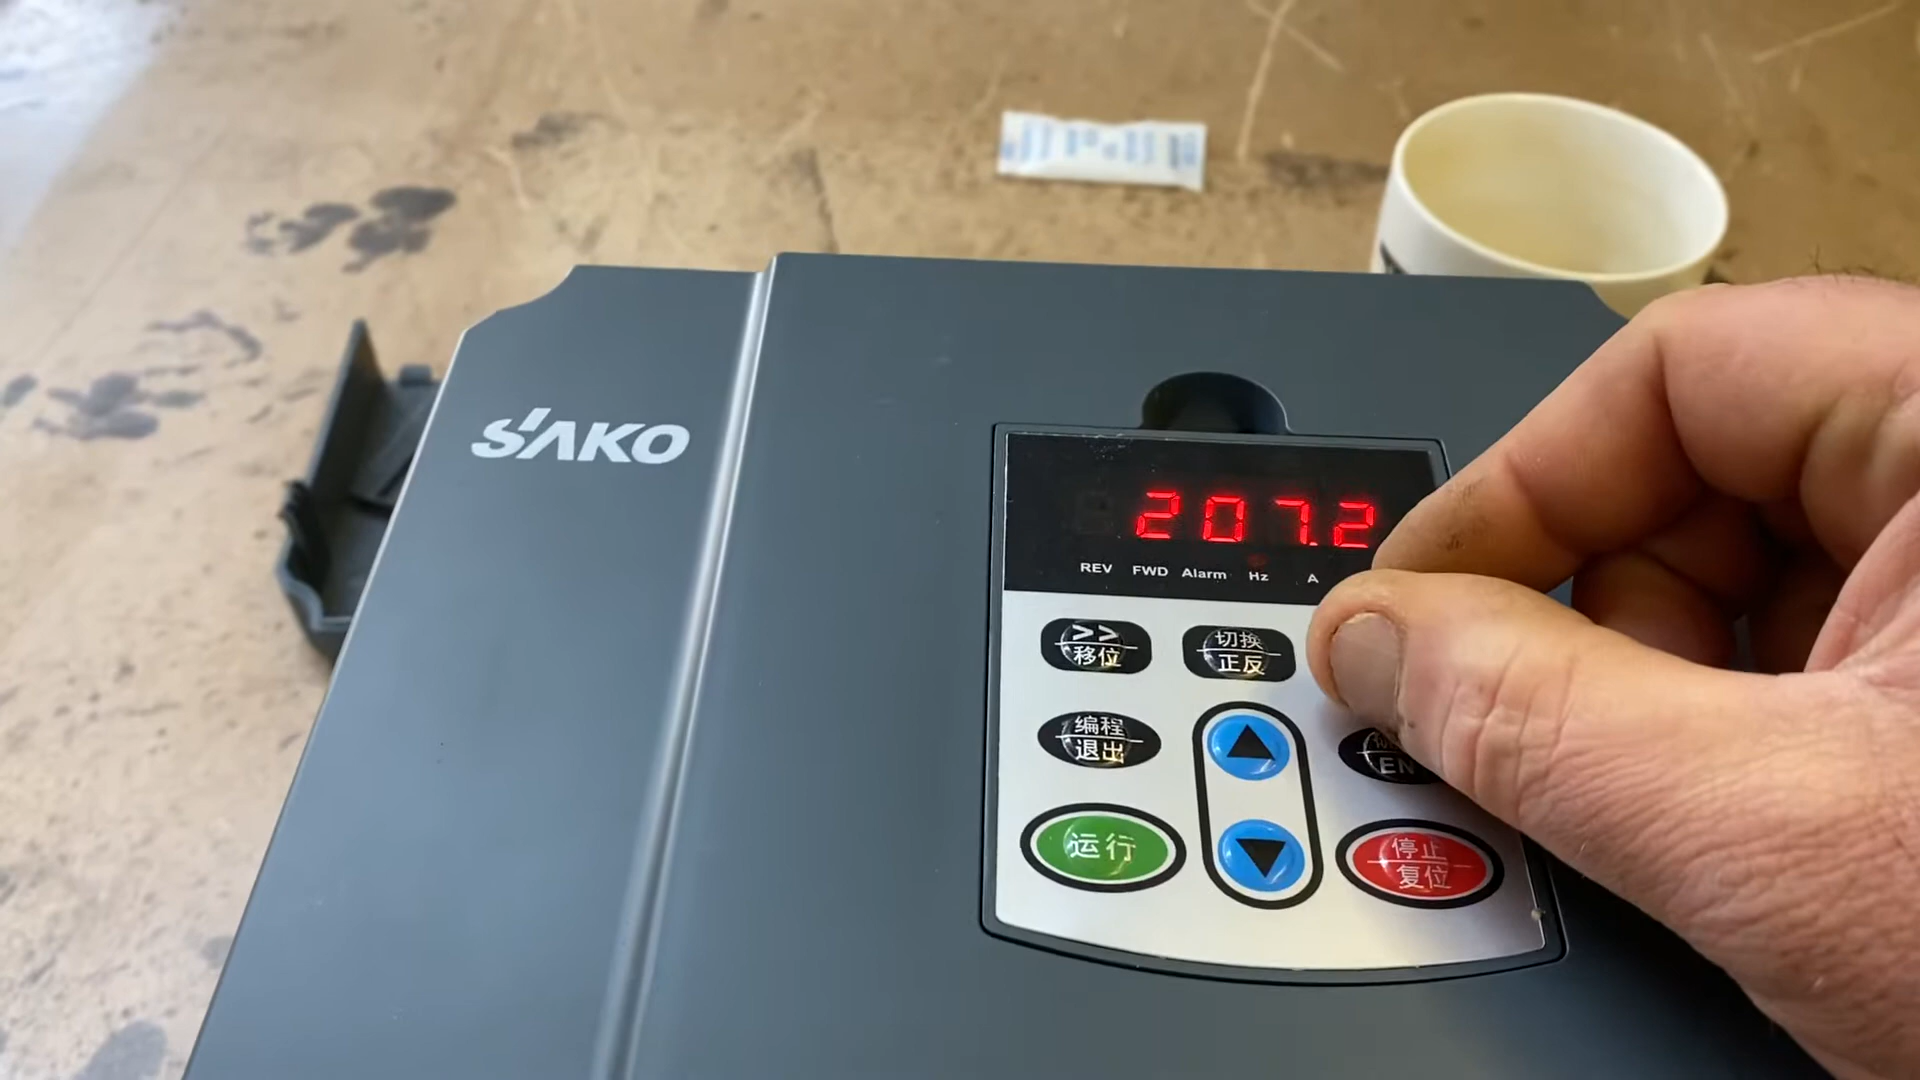 SAKO
207.2
REV FWD Alarm Hz A
>>
移位
切换
正反
编程
退出
EN
运行
停止
复位